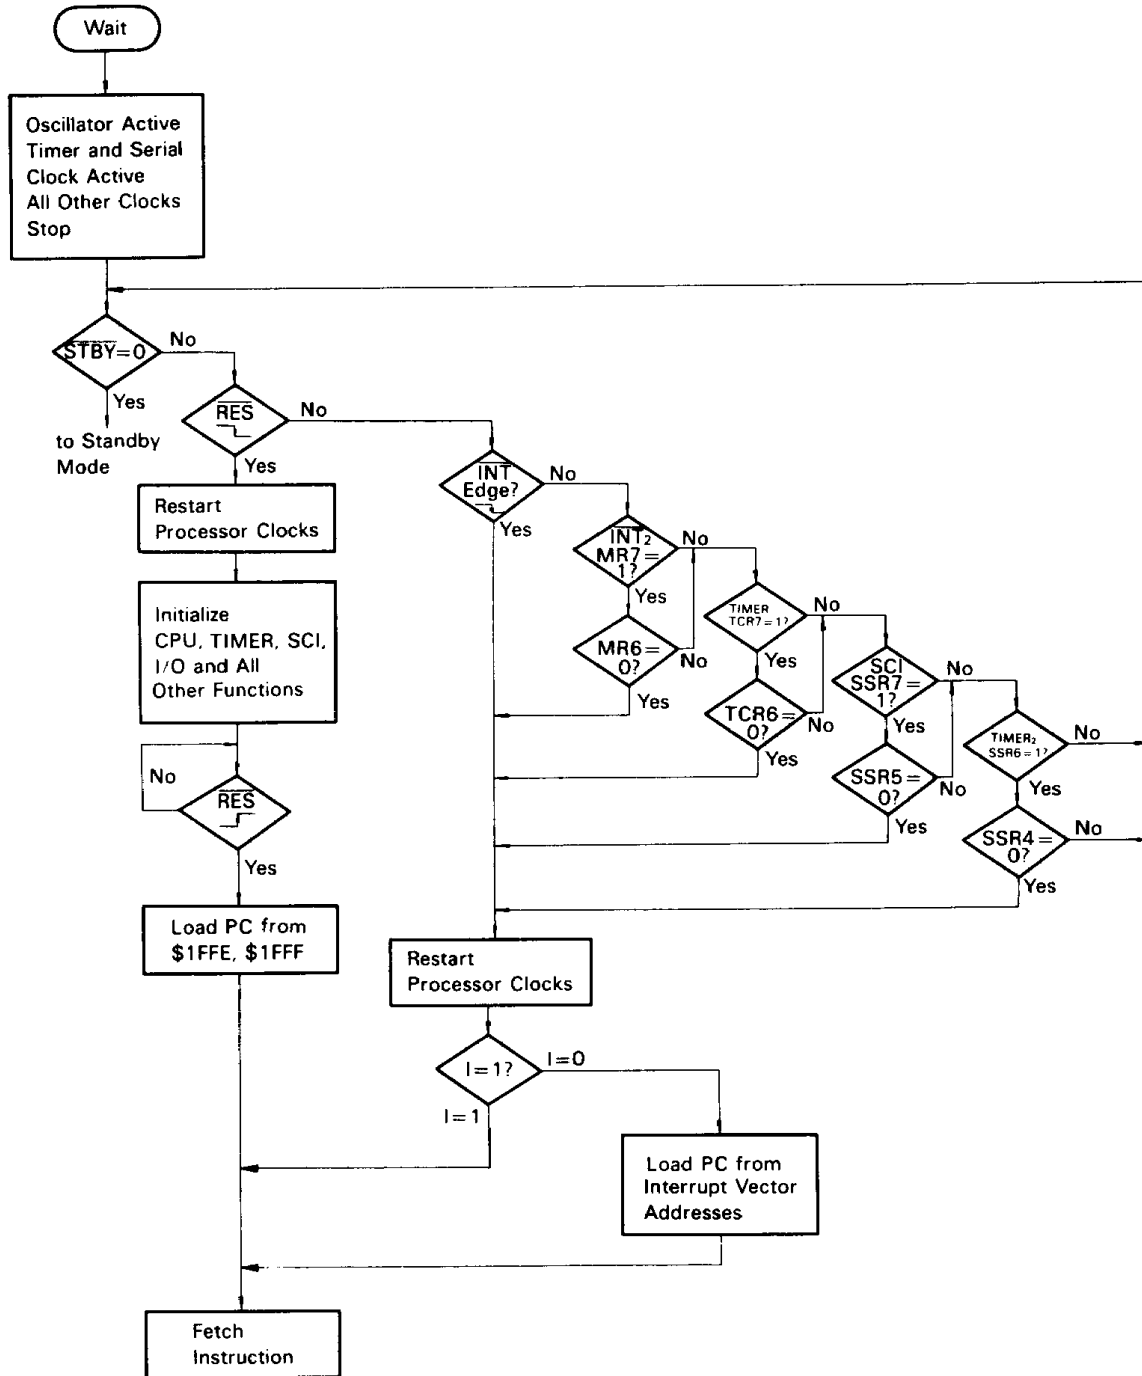 Wait
Oscillator Active
Timer and Serial
Clock Active
All Other Clocks
Stop
STBY=0
No
Yes
to Standby
Mode
RES
No
Yes
Restart
Processor Clocks
Initialize
CPU, TIMER, SCI,
I/O and All
Other Functions
No
RES
Yes
Load PC from
$1FFE, $1FFF
INT
Edge?
No
Yes
INT2
MR7=
1?
No
Yes
MR6=
0?
No
Yes
TIMER
TCR7=1?
No
Yes
TCR6=
0?
No
Yes
SCI
SSR7=
1?
No
Yes
SSR5=
0?
No
Yes
TIMER2
SSR6=1?
No
Yes
SSR4=
0?
No
Yes
Restart
Processor Clocks
I=1?
I=0
I=1
Load PC from
Interrupt Vector
Addresses
Fetch
Instruction